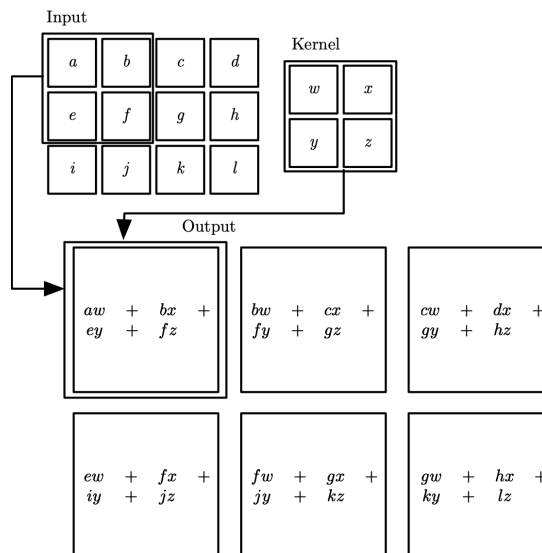 Input
a b c d
Kernel
w x
e f g h
y z
i j k l
Output
aw + bx +
ey + fz
bw + cx +
fy + gz
cw + dx +
gy + hz
ew + fx +
iy + jz
fw + gx +
jy + kz
gw + hx +
ky + lz